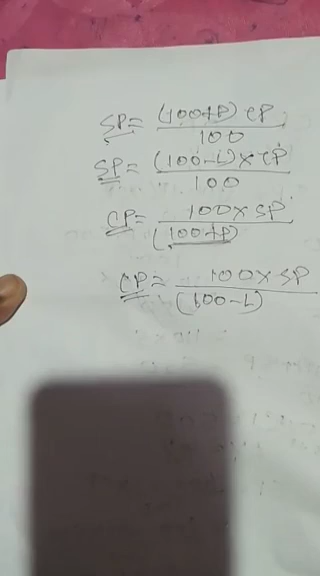 SP = (100+P) CP / 100
SP = (100-L) × CP / 100
CP = 100 × SP / (100+P)
CP = 100 × SP / (100-L)